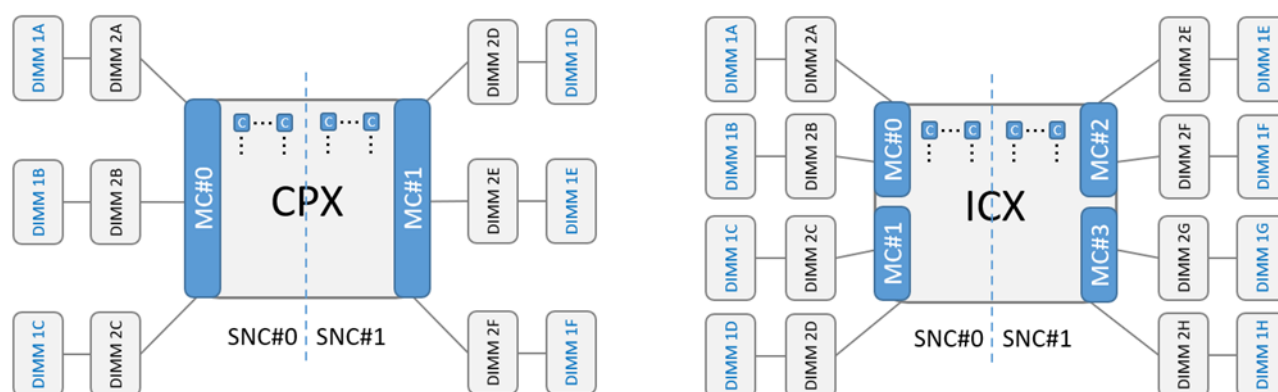 DIMM 1A
DIMM 2A
DIMM 2D
DIMM 1D
DIMM 1B
DIMM 2B
DIMM 2E
DIMM 1E
DIMM 1C
DIMM 2C
DIMM 2F
DIMM 1F
MC#0
MC#1
C C C C
CPX
SNC#0 SNC#1
DIMM 1A
DIMM 2A
DIMM 2E
DIMM 1E
DIMM 1B
DIMM 2B
DIMM 2F
DIMM 1F
DIMM 1C
DIMM 2C
DIMM 2G
DIMM 1G
DIMM 1D
DIMM 2D
DIMM 2H
DIMM 1H
MC#0
MC#2
MC#1
MC#3
C C C C
ICX
SNC#0 SNC#1